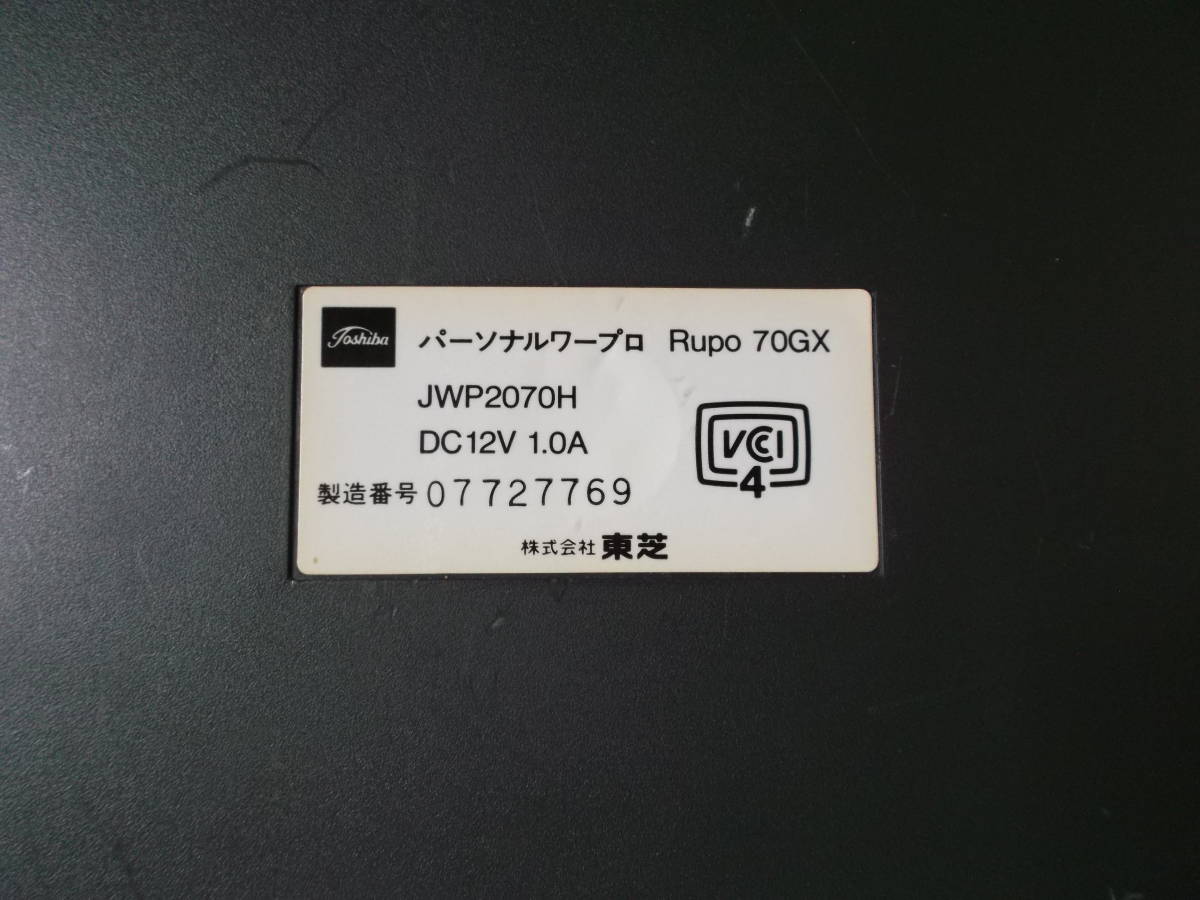 Toshiba パーソナルワープロ Rupo 70GX
JWP2070H
DC12V 1.0A
VCCI
4
製造番号 07727769
株式会社 東芝